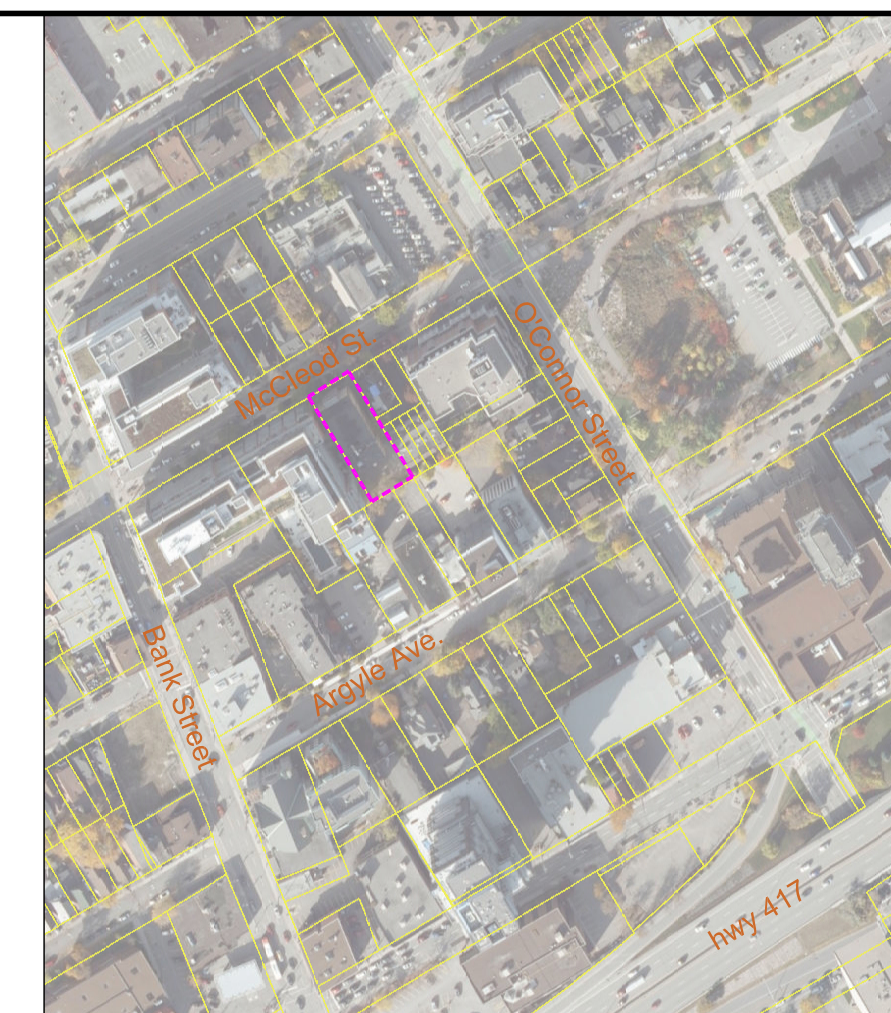 McCleod St.
O'Connor Street
Bank Street
Argyle Ave.
hwy 417